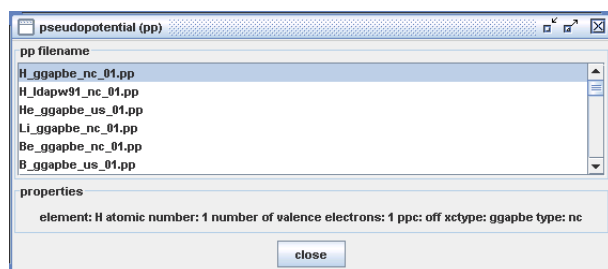 pseudopotential (pp)
pp filename
H_ggapbe_nc_01.pp
H_ldapw91_nc_01.pp
He_ggapbe_us_01.pp
Li_ggapbe_nc_01.pp
Be_ggapbe_nc_01.pp
B_ggapbe_us_01.pp
properties
element: H atomic number: 1 number of valence electrons: 1 ppc: off xctype: ggapbe type: nc
close